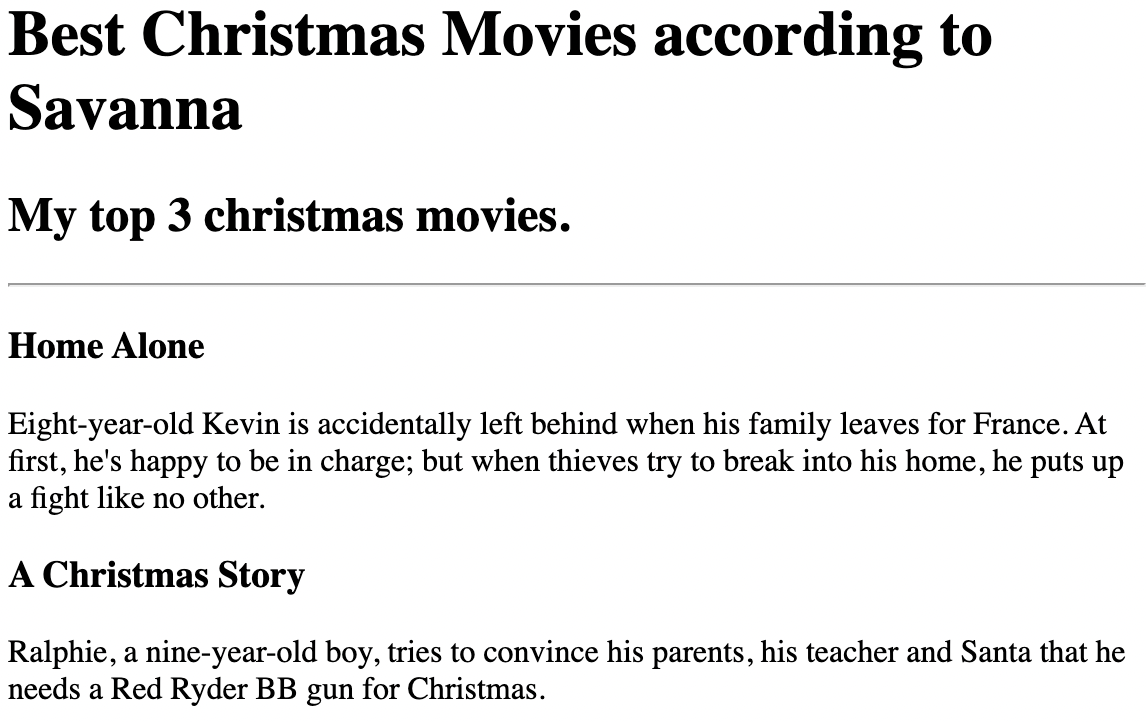 Best Christmas Movies according to
Savanna
My top 3 christmas movies.
Home Alone
Eight-year-old Kevin is accidentally left behind when his family leaves for France. At
first, he's happy to be in charge; but when thieves try to break into his home, he puts up
a fight like no other.
A Christmas Story
Ralphie, a nine-year-old boy, tries to convince his parents, his teacher and Santa that he
needs a Red Ryder BB gun for Christmas.